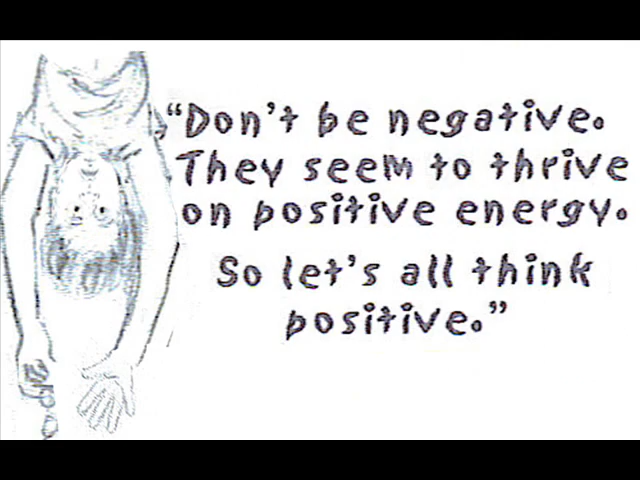 “Don't be negative.
They seem to thrive
on positive energy.
So let's all think
positive.”